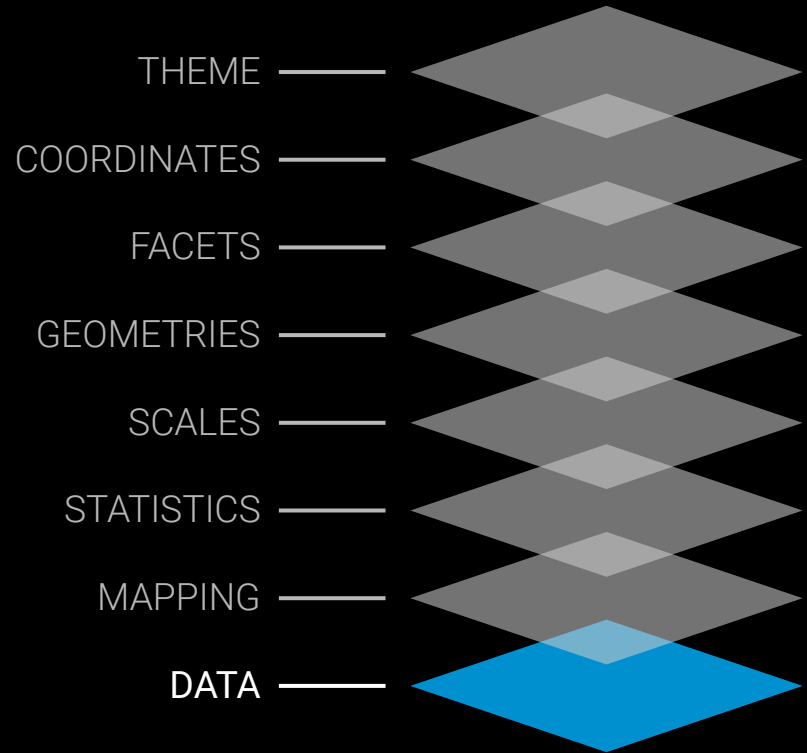 THEME
COORDINATES
FACETS
GEOMETRIES
SCALES
STATISTICS
MAPPING
DATA